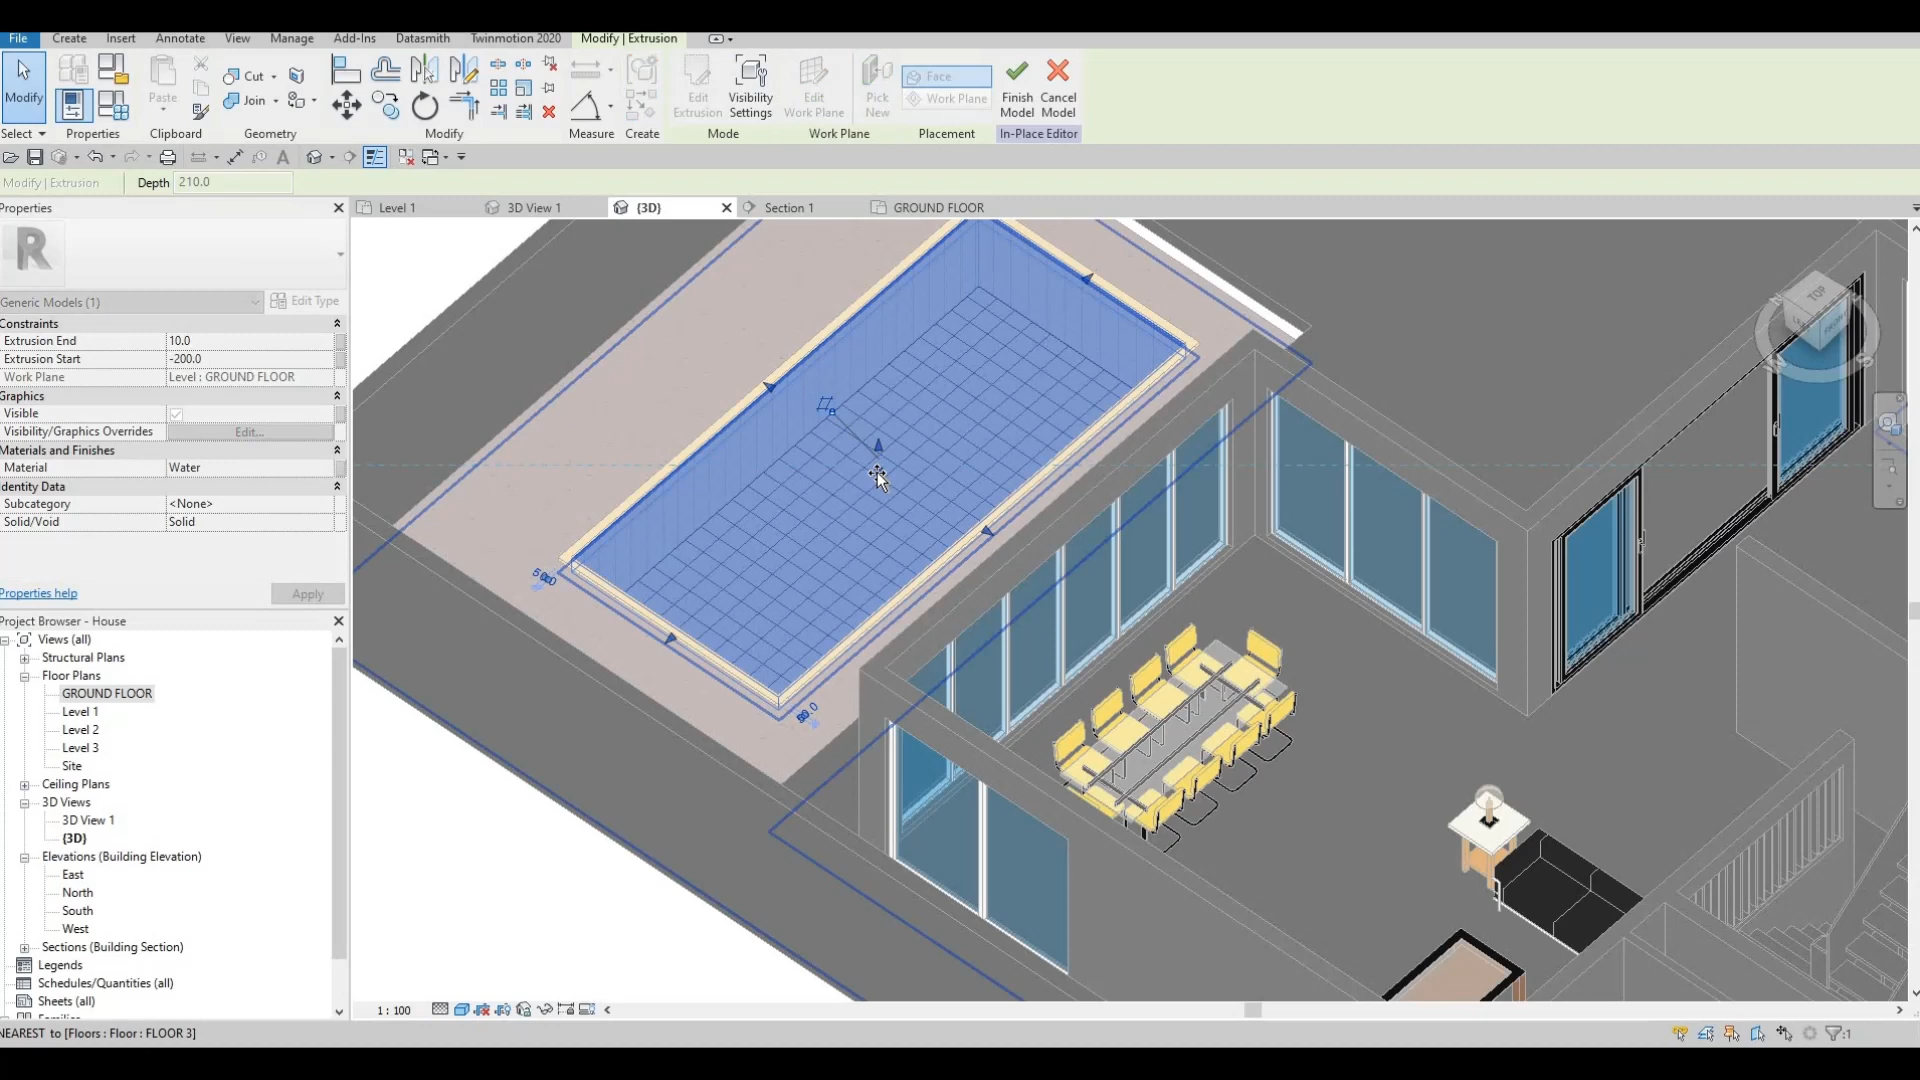 File Create Insert Annotate View Manage Add-Ins Datasmith Twinmotion 2020 Modify | Extrusion
Modify
Paste
Cut
Join
Edit Extrusion
Visibility Settings
Edit Work Plane
Pick New
Face
Work Plane
Finish Model
Cancel Model
Select Properties Clipboard Geometry Modify Measure Create Mode Work Plane Placement In-Place Editor
Modify | Extrusion Depth 210.0
Properties
Level 1 3D View 1 {3D} Section 1 GROUND FLOOR
R
Generic Models (1) Edit Type
Constraints
Extrusion End 10.0
Extrusion Start -200.0
Work Plane Level : GROUND FLOOR
Graphics
Visible
Visibility/Graphics Overrides Edit...
Materials and Finishes
Material Water
Identity Data
Subcategory <None>
Solid/Void Solid
Properties help Apply
Project Browser - House
Views (all)
Structural Plans
Floor Plans
GROUND FLOOR
Level 1
Level 2
Level 3
Site
Ceiling Plans
3D Views
3D View 1
{3D}
Elevations (Building Elevation)
East
North
South
West
Sections (Building Section)
Legends
Schedules/Quantities (all)
Sheets (all)
TOP
1 : 100
NEAREST to [Floors : Floor : FLOOR 3]
:1